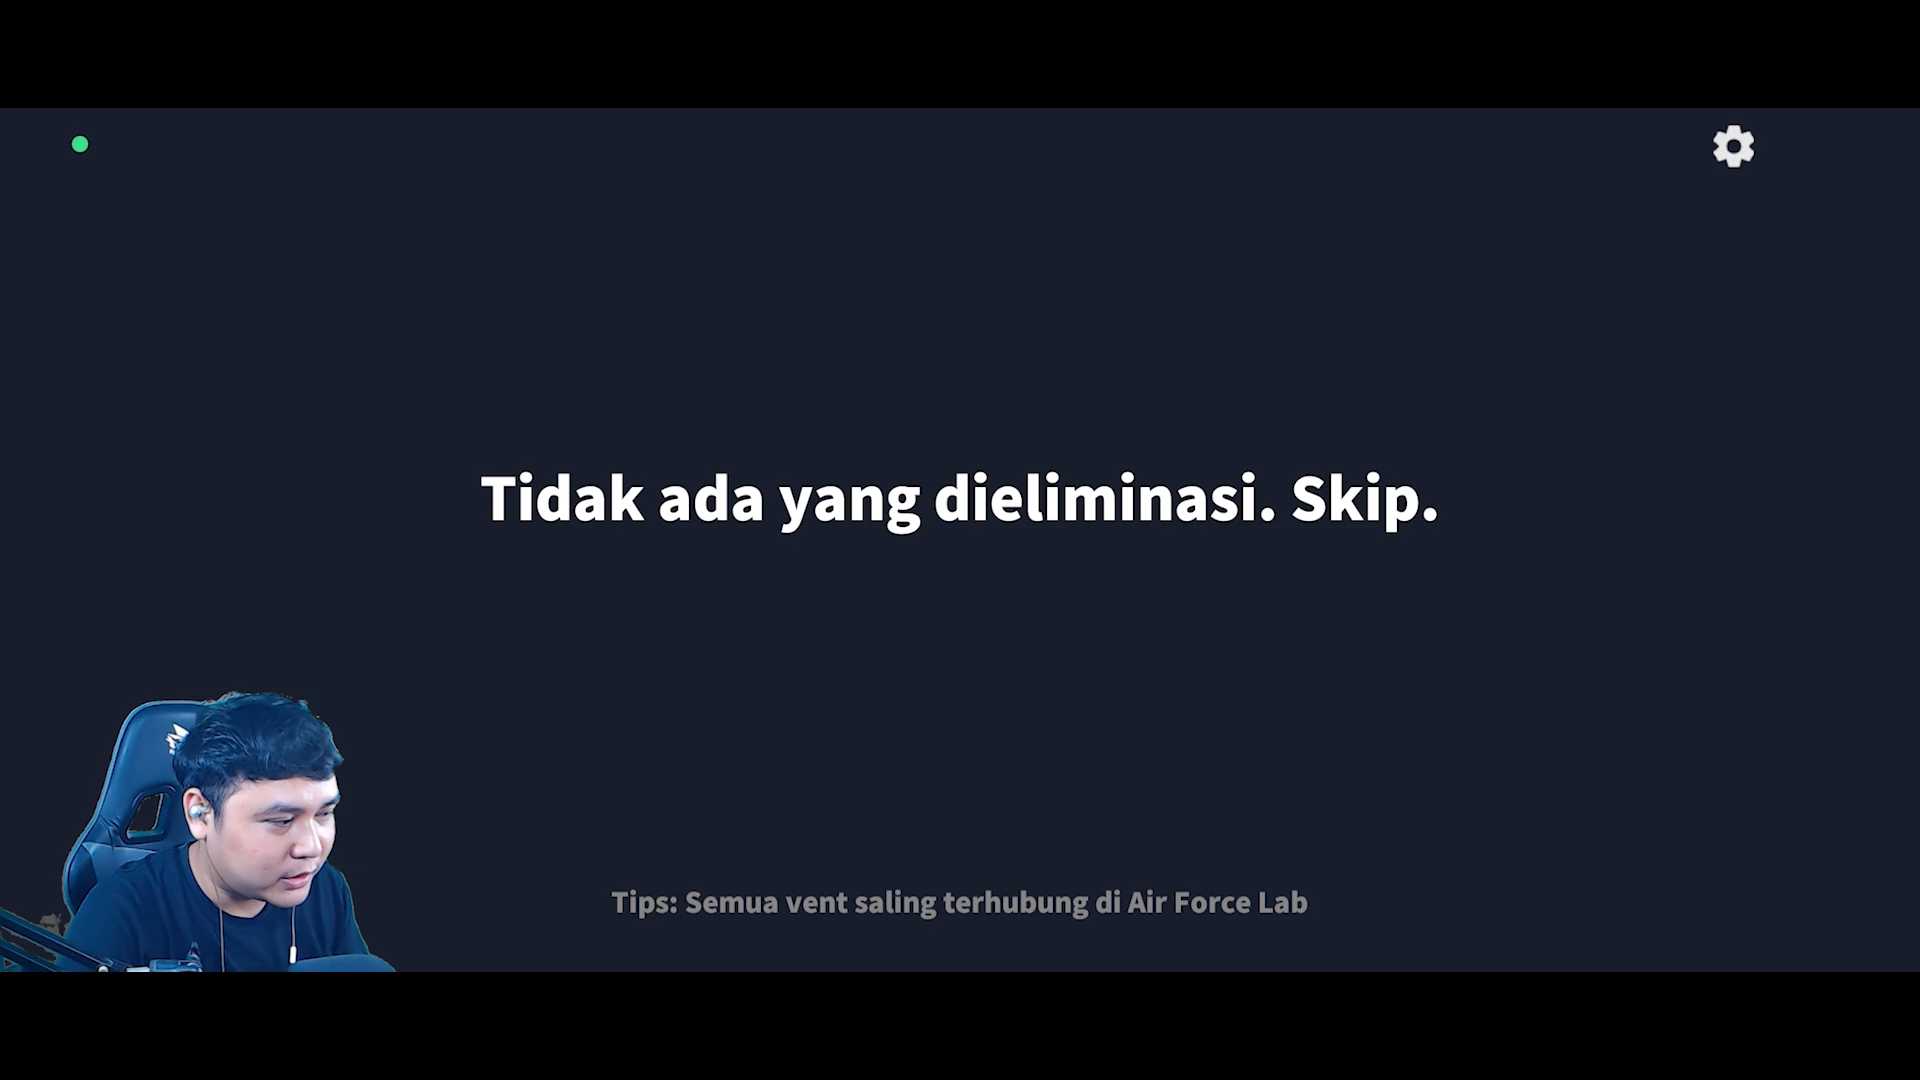 Tidak ada yang dieliminasi. Skip.
Tips: Semua vent saling terhubung di Air Force Lab